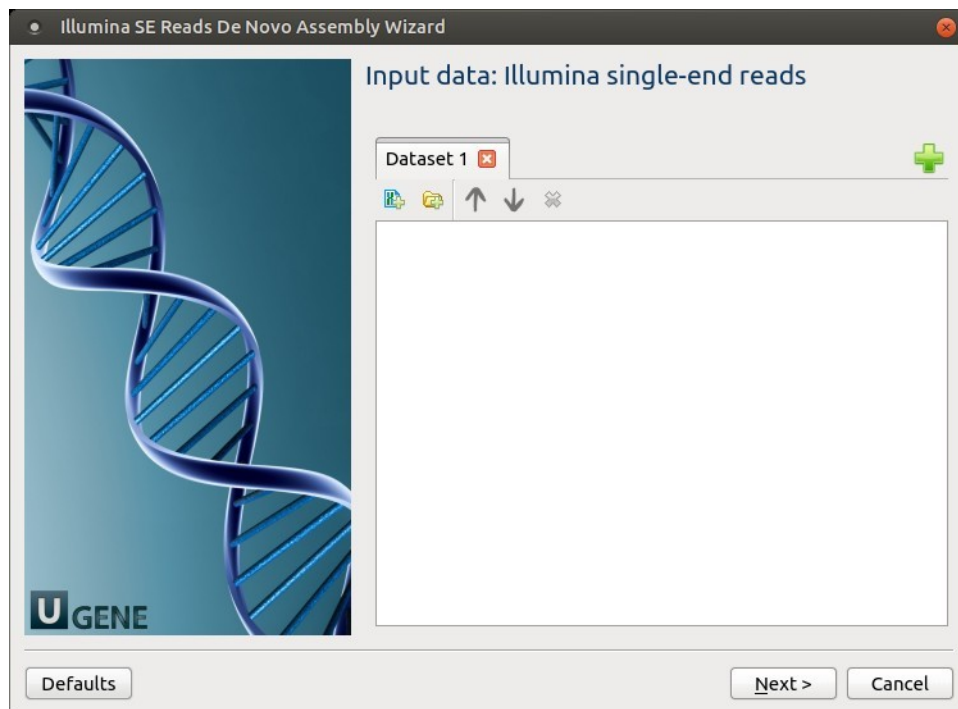 Illumina SE Reads De Novo Assembly Wizard
Input data: Illumina single-end reads
Dataset 1
UGENE
Defaults
Next >
Cancel